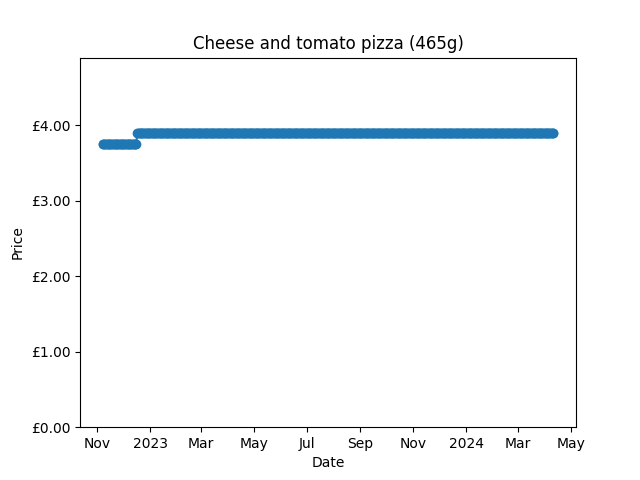 Cheese and tomato pizza (465g)
£4.00
£3.00
£2.00
£1.00
£0.00
Price
Nov 2023 Mar May Jul Sep Nov 2024 Mar May
Date